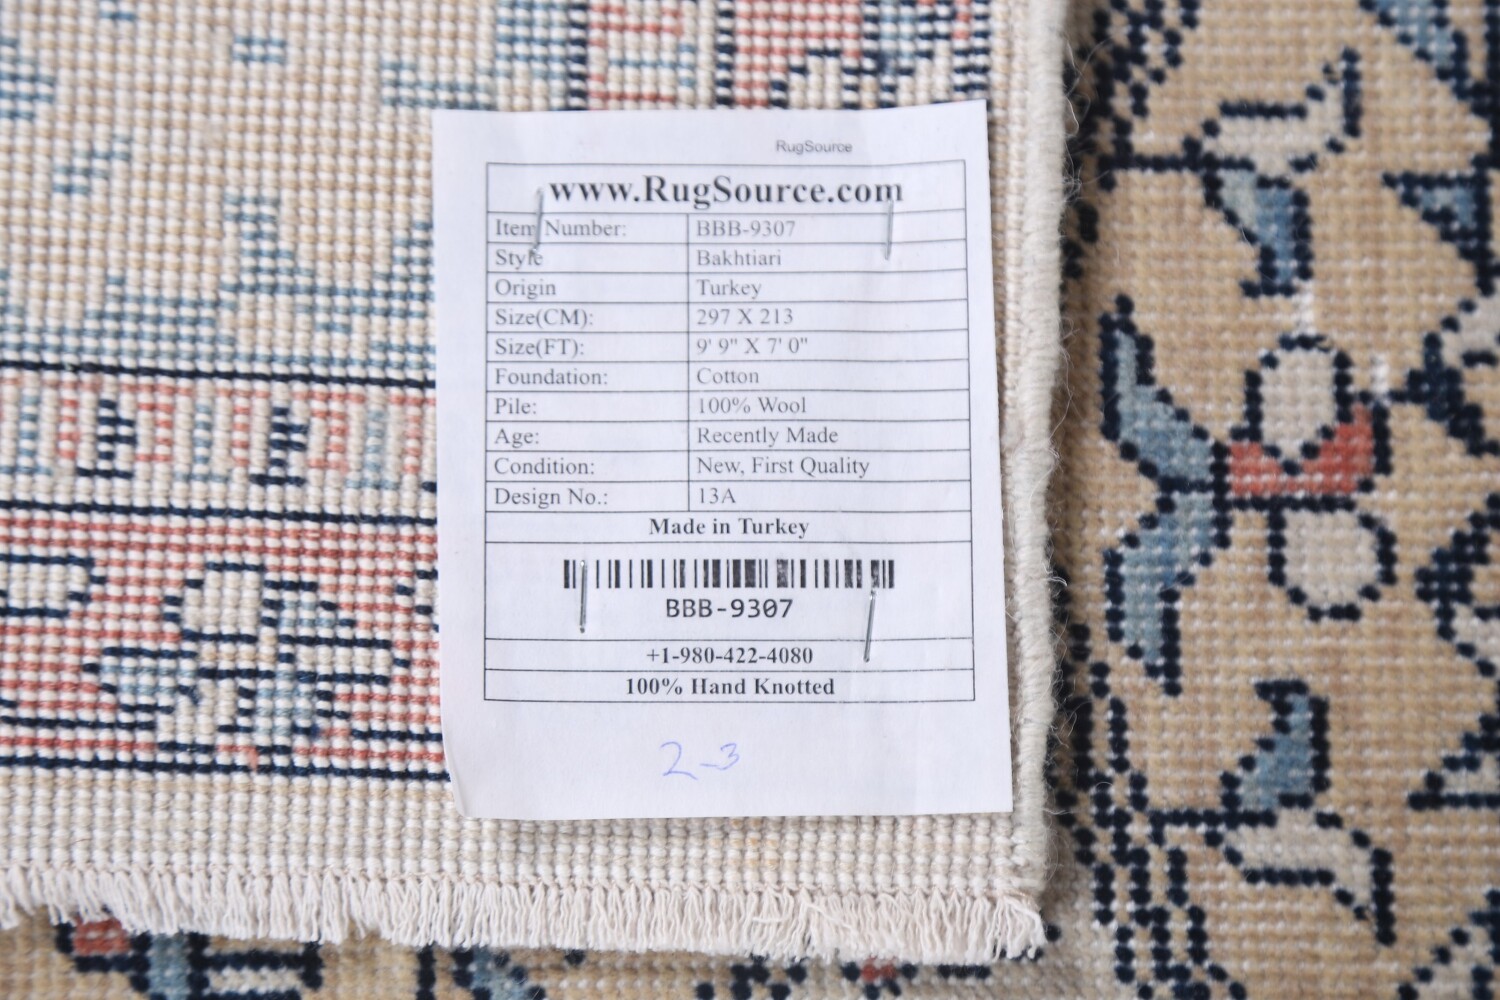 RugSource
www.RugSource.com
Item Number: BBB-9307
Style Bakhtiari
Origin Turkey
Size(CM): 297 X 213
Size(FT): 9' 9" X 7' 0"
Foundation: Cotton
Pile: 100% Wool
Age: Recently Made
Condition: New, First Quality
Design No.: 13A
Made in Turkey
BBB-9307
+1-980-422-4080
100% Hand Knotted
2-3